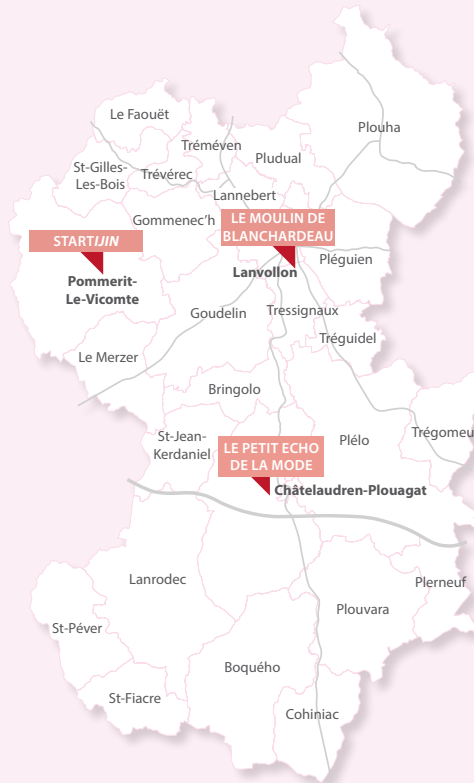 Le Faouët
Plouha
Tréméven
Pludual
St-Gilles-
Les-Bois
Trévérec
Lannebert
Gommenec'h
LE MOULIN DE
BLANCHARDEAU
STARTIJIN
Pléguien
Pommerit-
Le-Vicomte
Lanvollon
Goudelin
Tressignaux
Tréguidel
Le Merzer
Bringolo
St-Jean-
Kerdaniel
Plélo
Trégomeu
LE PETIT ECHO
DE LA MODE
Châtelaudren-Plouagat
Lanrodec
Plerneuf
Plouvara
St-Péver
Boquého
St-Fiacre
Cohiniac